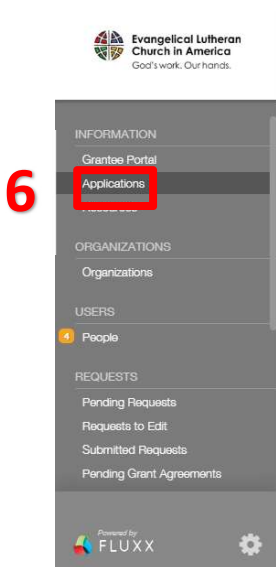 Evangelical Lutheran
Church in America
God's work. Our hands.
INFORMATION
Grantee Portal
6
Applications
Resources
ORGANIZATIONS
Organizations
USERS
4
People
REQUESTS
Pending Requests
Requests to Edit
Submitted Requests
Pending Grant Agreements
Powered by
FLUXX